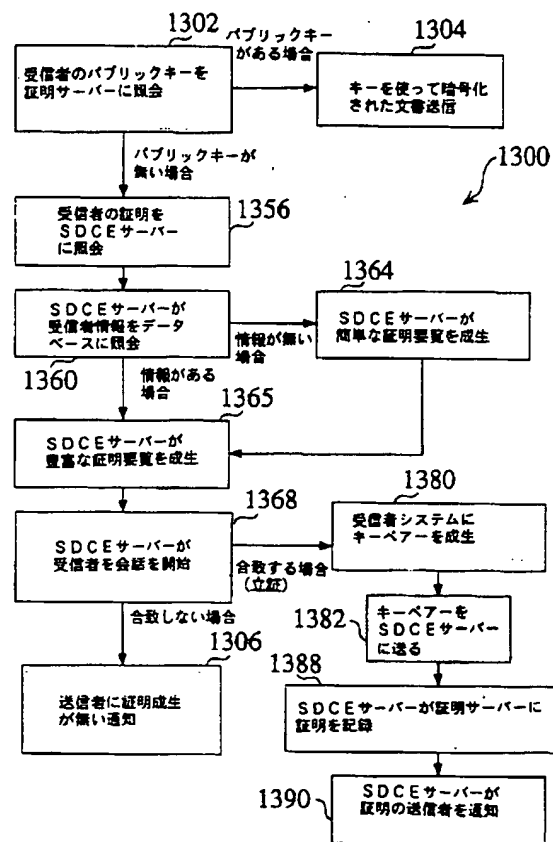 1302
受信者のパブリックキーを
証明サーバーに照会
パブリックキー
がある場合
1304
キーを使って暗号化
された文書送信
1300
パブリックキーが
無い場合
受信者の証明を
SDCEサーバー
に照会
1356
SDCEサーバーが
受信者情報をデータ
ベースに照会
1360
情報が無い
場合
1364
SDCEサーバーが
簡単な証明要覧を成生
情報がある
場合
1365
SDCEサーバーが
豊富な証明要覧を成生
1368
SDCEサーバーが
受信者を会話を開始
合致する場合
(立証)
1380
受信者システムに
キーペアーを成生
1382
キーペアーを
SDCEサーバー
に送る
合致しない場合
1306
送信者に証明成生
が無い通知
1388
SDCEサーバーが証明サーバーに
証明を記録
1390
SDCEサーバーが
証明の送信者を通知